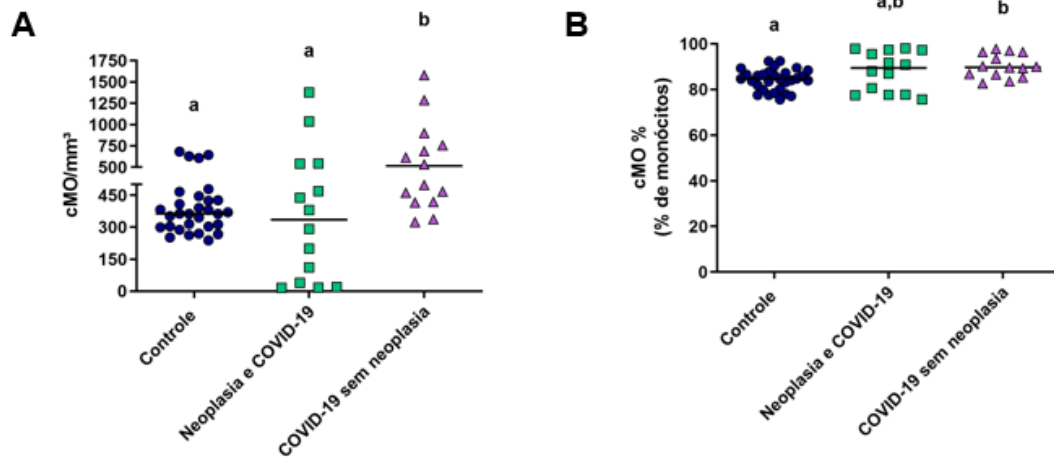 A
cMO/mm³
1750
1500
1250
1000
750
500
450
300
150
0
a
a
b
Controle
Neoplasia e COVID-19
COVID-19 sem neoplasia
B
cMO %
(% de monócitos)
100
80
60
40
20
0
a
a,b
b
Controle
Neoplasia e COVID-19
COVID-19 sem neoplasia